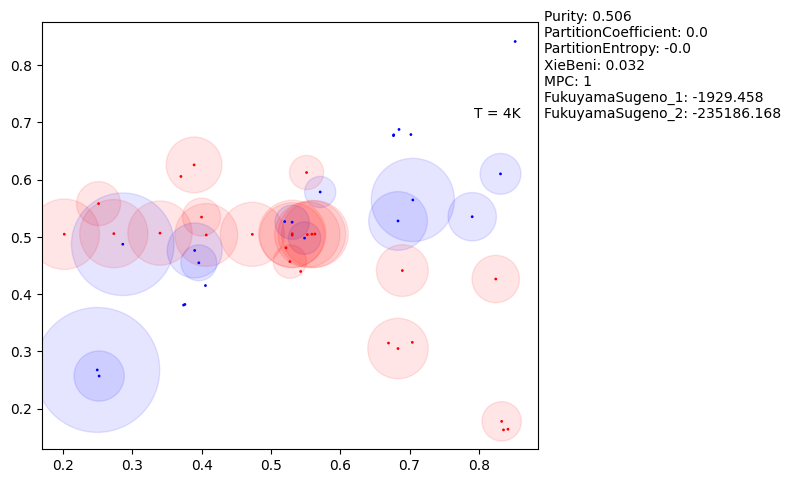 Purity: 0.506
PartitionCoefficient: 0.0
PartitionEntropy: -0.0
XieBeni: 0.032
MPC: 1
FukuyamaSugeno_1: -1929.458
FukuyamaSugeno_2: -235186.168
T = 4K
0.8
0.7
0.6
0.5
0.4
0.3
0.2
0.2 0.3 0.4 0.5 0.6 0.7 0.8